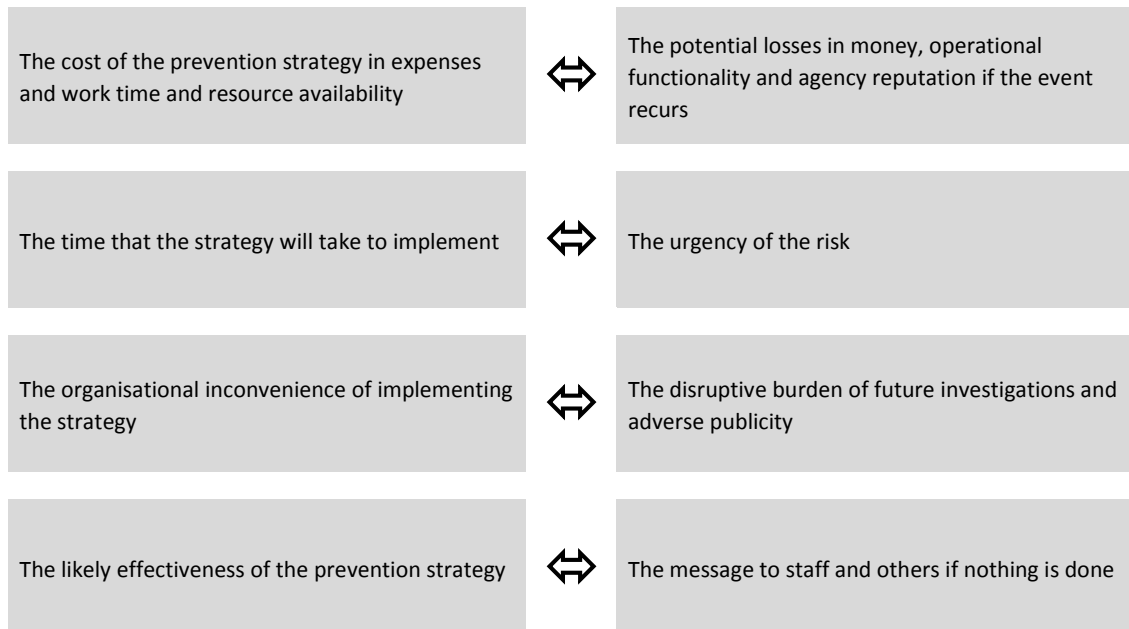 The cost of the prevention strategy in expenses
and work time and resource availability
The potential losses in money, operational
functionality and agency reputation if the event
recurs
The time that the strategy will take to implement
The urgency of the risk
The organisational inconvenience of implementing
the strategy
The disruptive burden of future investigations and
adverse publicity
The likely effectiveness of the prevention strategy
The message to staff and others if nothing is done